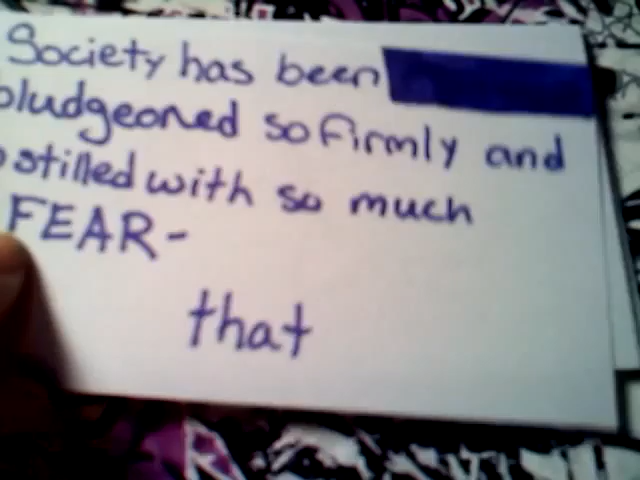 Society has been
bludgeoned so firmly and
stilled with so much
FEAR-
that